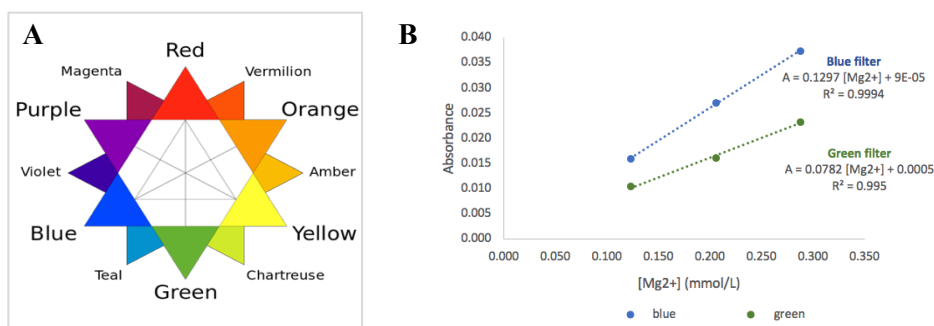 A
Red
Magenta
Vermilion
Purple
Orange
Violet
Amber
Blue
Yellow
Teal
Chartreuse
Green
B
0.040
0.035
0.030
0.025
0.020
0.015
0.010
0.005
0.000
Absorbance
Blue filter
A = 0.1297 [Mg2+] + 9E-05
R² = 0.9994
Green filter
A = 0.0782 [Mg2+] + 0.0005
R² = 0.995
0.000 0.050 0.100 0.150 0.200 0.250 0.300 0.350
[Mg2+] (mmol/L)
blue green